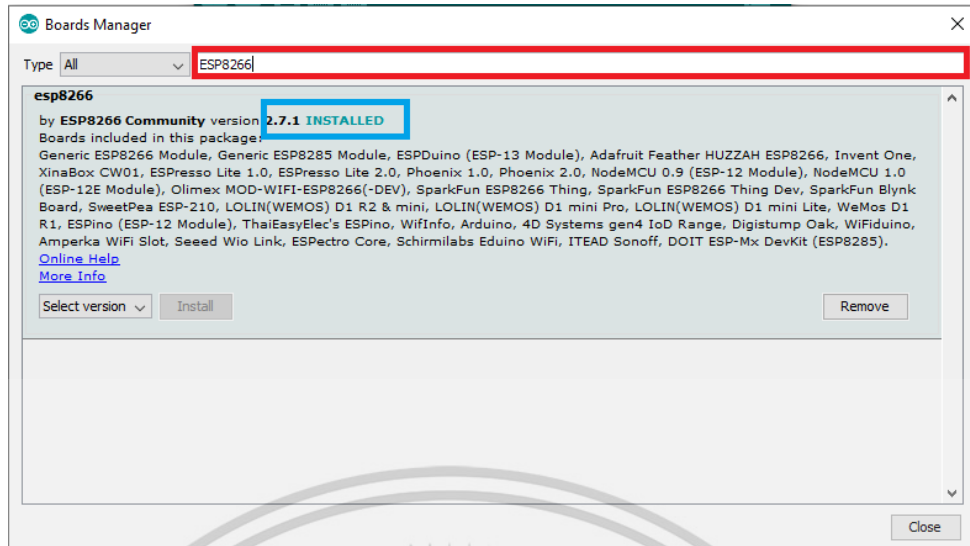 Boards Manager
Type All ESP8266
esp8266
by ESP8266 Community version 2.7.1 INSTALLED
Boards included in this package:
Generic ESP8266 Module, Generic ESP8285 Module, ESPDuino (ESP-13 Module), Adafruit Feather HUZZAH ESP8266, Invent One,
XinaBox CW01, ESPresso Lite 1.0, ESPresso Lite 2.0, Phoenix 1.0, Phoenix 2.0, NodeMCU 0.9 (ESP-12 Module), NodeMCU 1.0
(ESP-12E Module), Olimex MOD-WIFI-ESP8266(-DEV), SparkFun ESP8266 Thing, SparkFun ESP8266 Thing Dev, SparkFun Blynk
Board, SweetPea ESP-210, LOLIN(WEMOS) D1 R2 & mini, LOLIN(WEMOS) D1 mini Pro, LOLIN(WEMOS) D1 mini Lite, WeMos D1
R1, ESPino (ESP-12 Module), ThaiEasyElec's ESPino, WifInfo, Arduino, 4D Systems gen4 IoD Range, Digistump Oak, WiFiduino,
Amperka WiFi Slot, Seeed Wio Link, ESPectro Core, Schirmilabs Eduino WiFi, ITEAD Sonoff, DOIT ESP-Mx DevKit (ESP8285).
Online Help
More Info
Select version Install Remove
Close